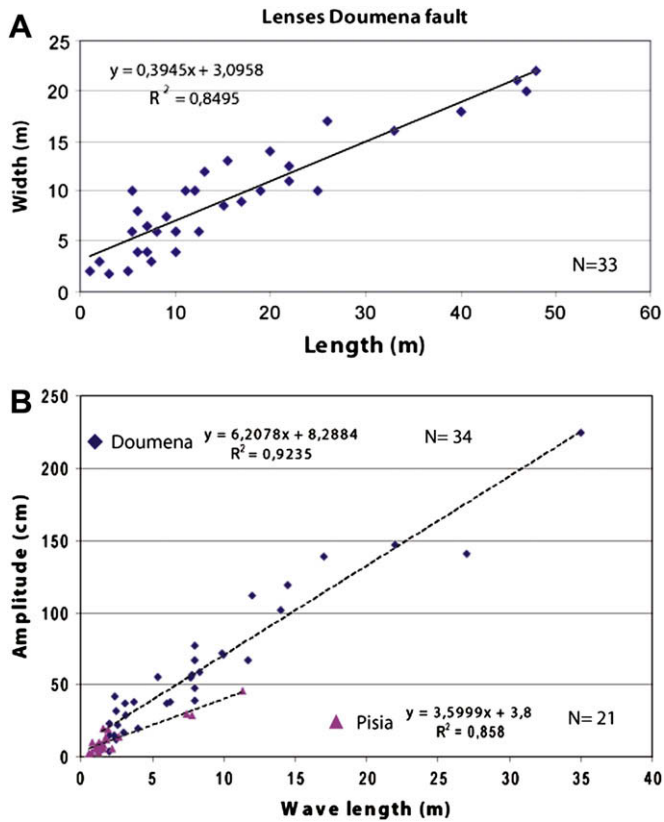 A
Lenses Doumena fault
25
20
15
10
5
0
Width (m)
y = 0,3945x + 3,0958
R 2 = 0,8495
N=33
0 10 20 30 40 50 60
Length (m)
B
250
200
150
100
50
0
Amplitude (cm)
Doumena y = 6,2078x + 8,2884 N= 34
R2 = 0,9235
Pisia y = 3,5999x + 3,8 N= 21
R2 = 0,858
0 5 10 15 20 25 30 35 40
Wave length (m)